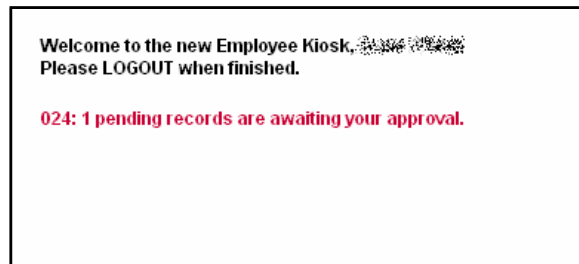 Welcome to the new Employee Kiosk,
Please LOGOUT when finished.
024: 1 pending records are awaiting your approval.